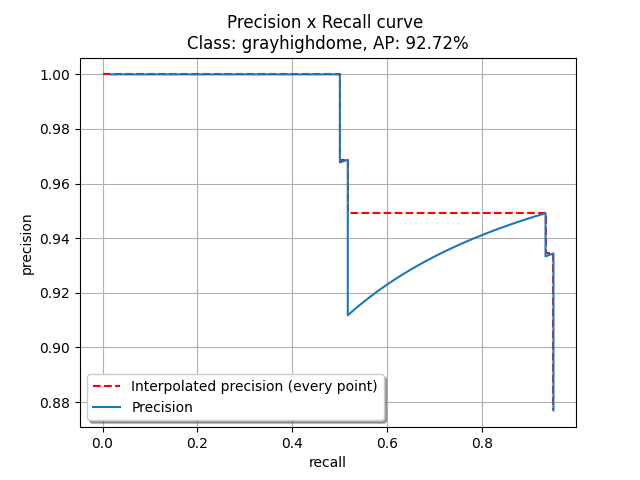 Precision x Recall curve
Class: grayhighdome, AP: 92.72%
1.00
0.98
0.96
0.94
0.92
0.90
0.88
precision
Interpolated precision (every point)
Precision
0.0
0.2
0.4
0.6
0.8
recall